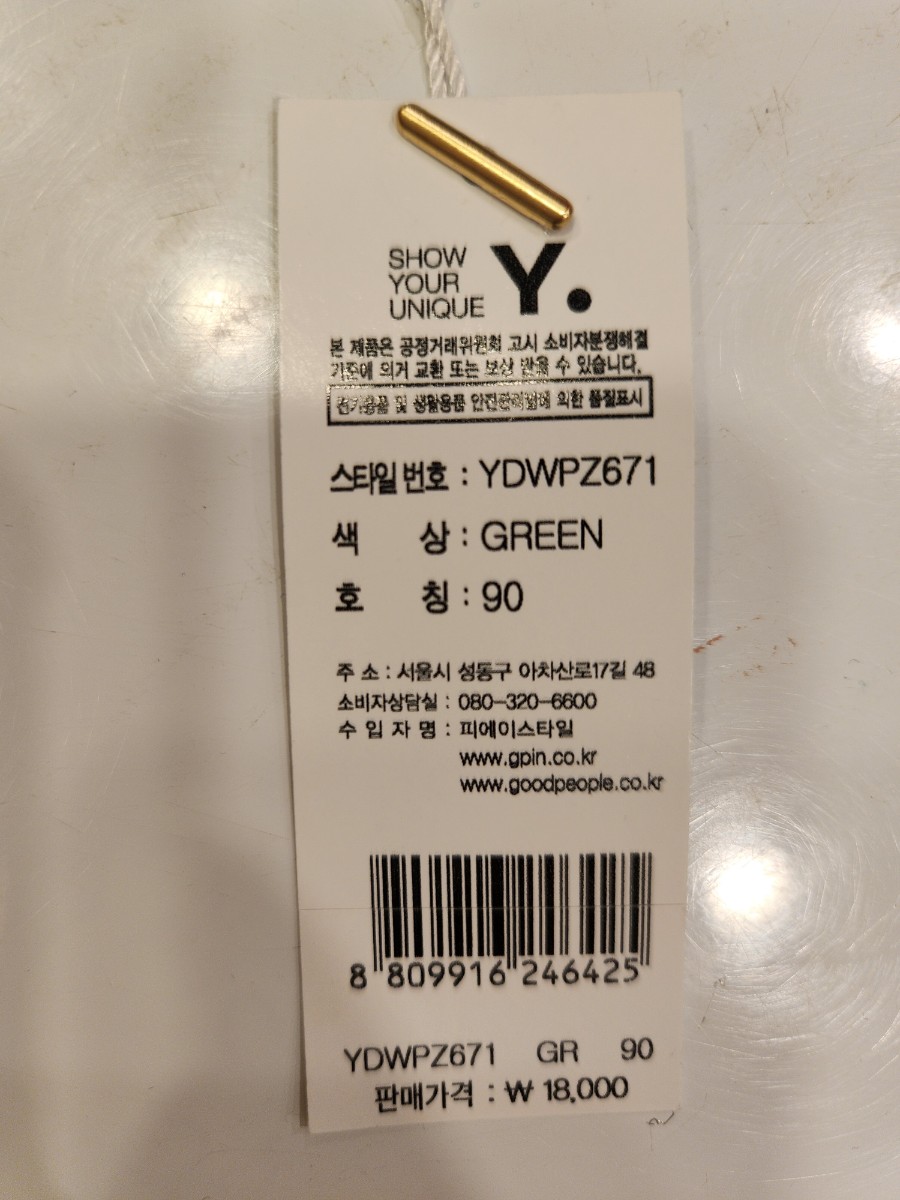 SHOW
YOUR
UNIQUE
Y.
본 제품은 공정거래위원회 고시 소비자분쟁해결
기준에 의거 교환 또는 보상 받을 수 있습니다.
전기용품 및 생활용품 안전관리법에 의한 품질표시
스타일 번호 : YDWPZ671
색 상 : GREEN
호 칭 : 90
주 소 : 서울시 성동구 아차산로17길 48
소비자상담실 : 080-320-6600
수 입 자 명 : 피에이스타일
www.gpin.co.kr
www.goodpeople.co.kr
8 809916 246425
YDWPZ671 GR 90
판매가격 : ₩ 18,000